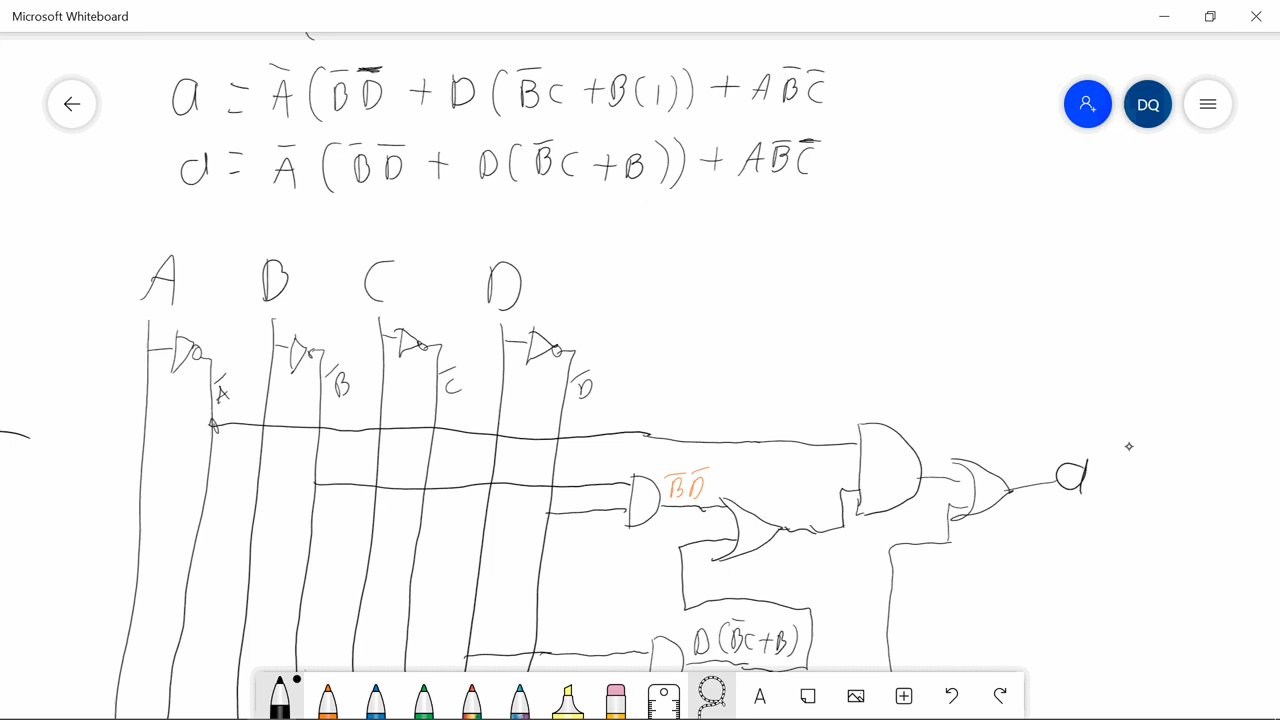 Microsoft Whiteboard
a = A̅(B̅D̅ + D(B̅C + B(1)) + AB̅C̅
a = A̅(B̅D̅ + D(B̅C + B)) + AB̅C̅
DQ
A B C D
A̅ B̅ C̅ D̅
B̅D̅
a
D(B̅C+B)
A